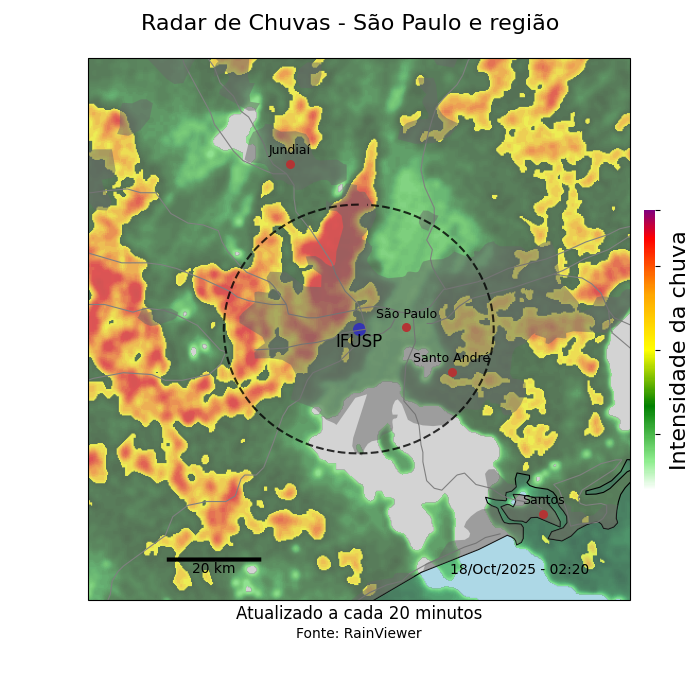 Radar de Chuvas - São Paulo e região
Jundiaí
São Paulo
IFUSP
Santo André
Intensidade da chuva
Santos
20 km
18/Oct/2025 - 02:20
Atualizado a cada 20 minutos
Fonte: RainViewer